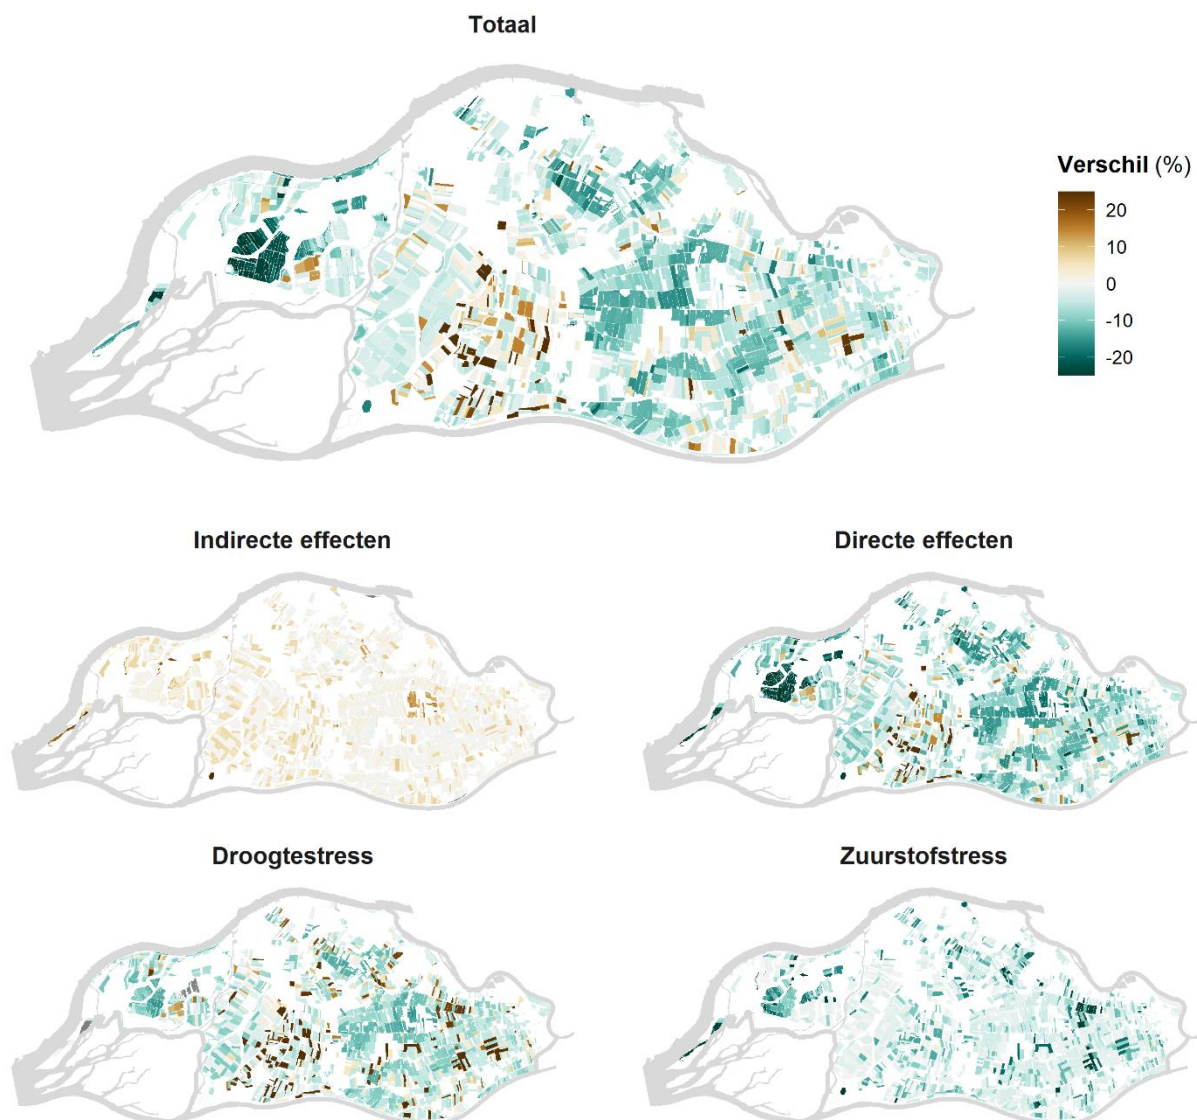 Totaal
Verschil (%)
20
10
0
-10
-20
Indirecte effecten
Directe effecten
Droogtestress
Zuurstofstress